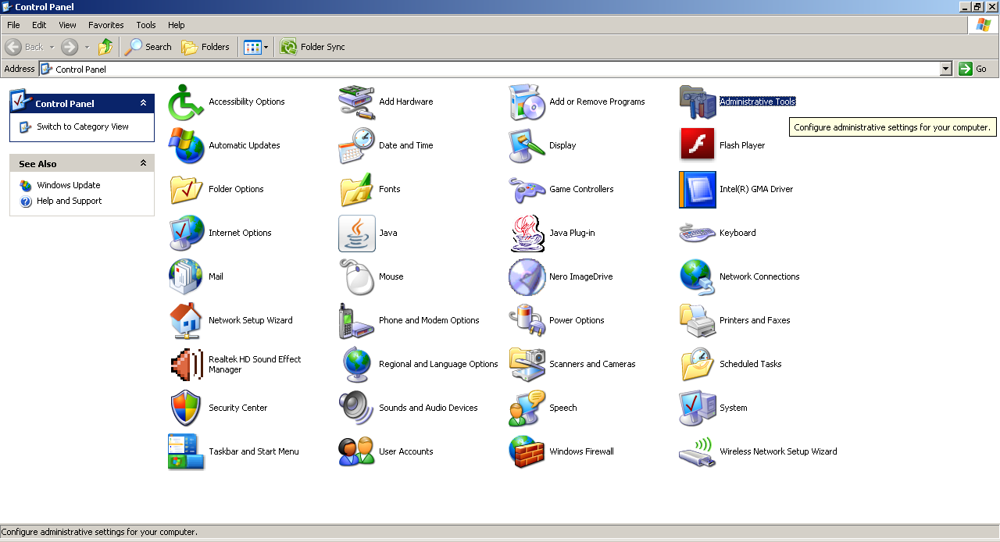 Control Panel
File Edit View Favorites Tools Help
Back Search Folders Folder Sync
Address Control Panel Go
Control Panel
Switch to Category View
See Also
Windows Update
Help and Support
Accessibility Options Add Hardware Add or Remove Programs Administrative Tools
Configure administrative settings for your computer.
Automatic Updates Date and Time Display Flash Player
Folder Options Fonts Game Controllers Intel(R) GMA Driver
Internet Options Java Java Plug-in Keyboard
Mail Mouse Nero ImageDrive Network Connections
Network Setup Wizard Phone and Modem Options Power Options Printers and Faxes
Realtek HD Sound Effect
Manager Regional and Language Options Scanners and Cameras Scheduled Tasks
Security Center Sounds and Audio Devices Speech System
Taskbar and Start Menu User Accounts Windows Firewall Wireless Network Setup Wizard
Configure administrative settings for your computer.